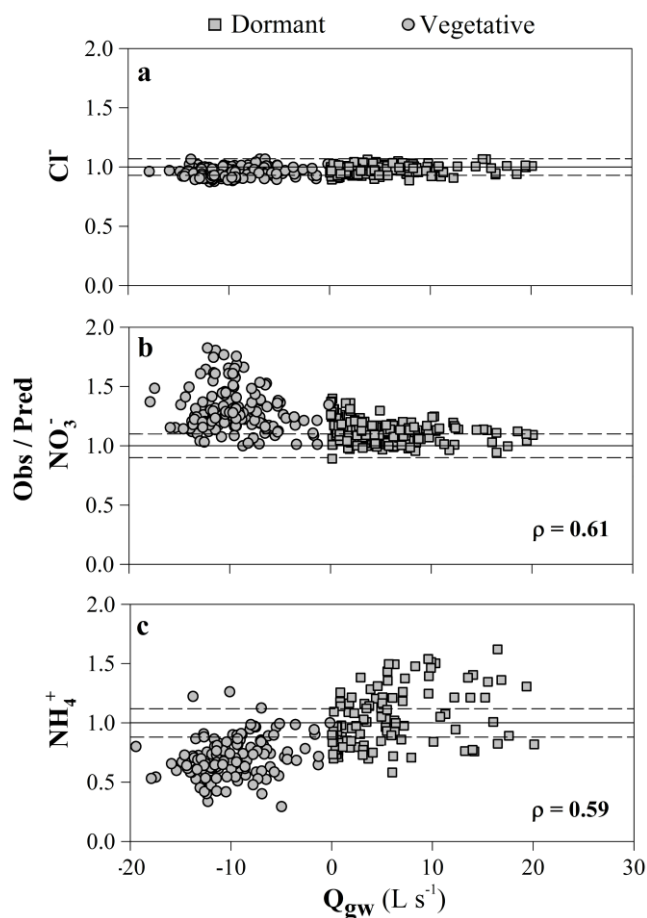 Dormant Vegetative
2.0
a
1.5
Cl⁻
1.0
0.5
0.0
2.0
b
1.5
Obs / Pred
NO₃⁻
1.0
0.5
ρ = 0.61
0.0
2.0
c
1.5
NH₄⁺
1.0
0.5
ρ = 0.59
0.0
-20 -10 0 10 20 30
Qgw (L s⁻¹)